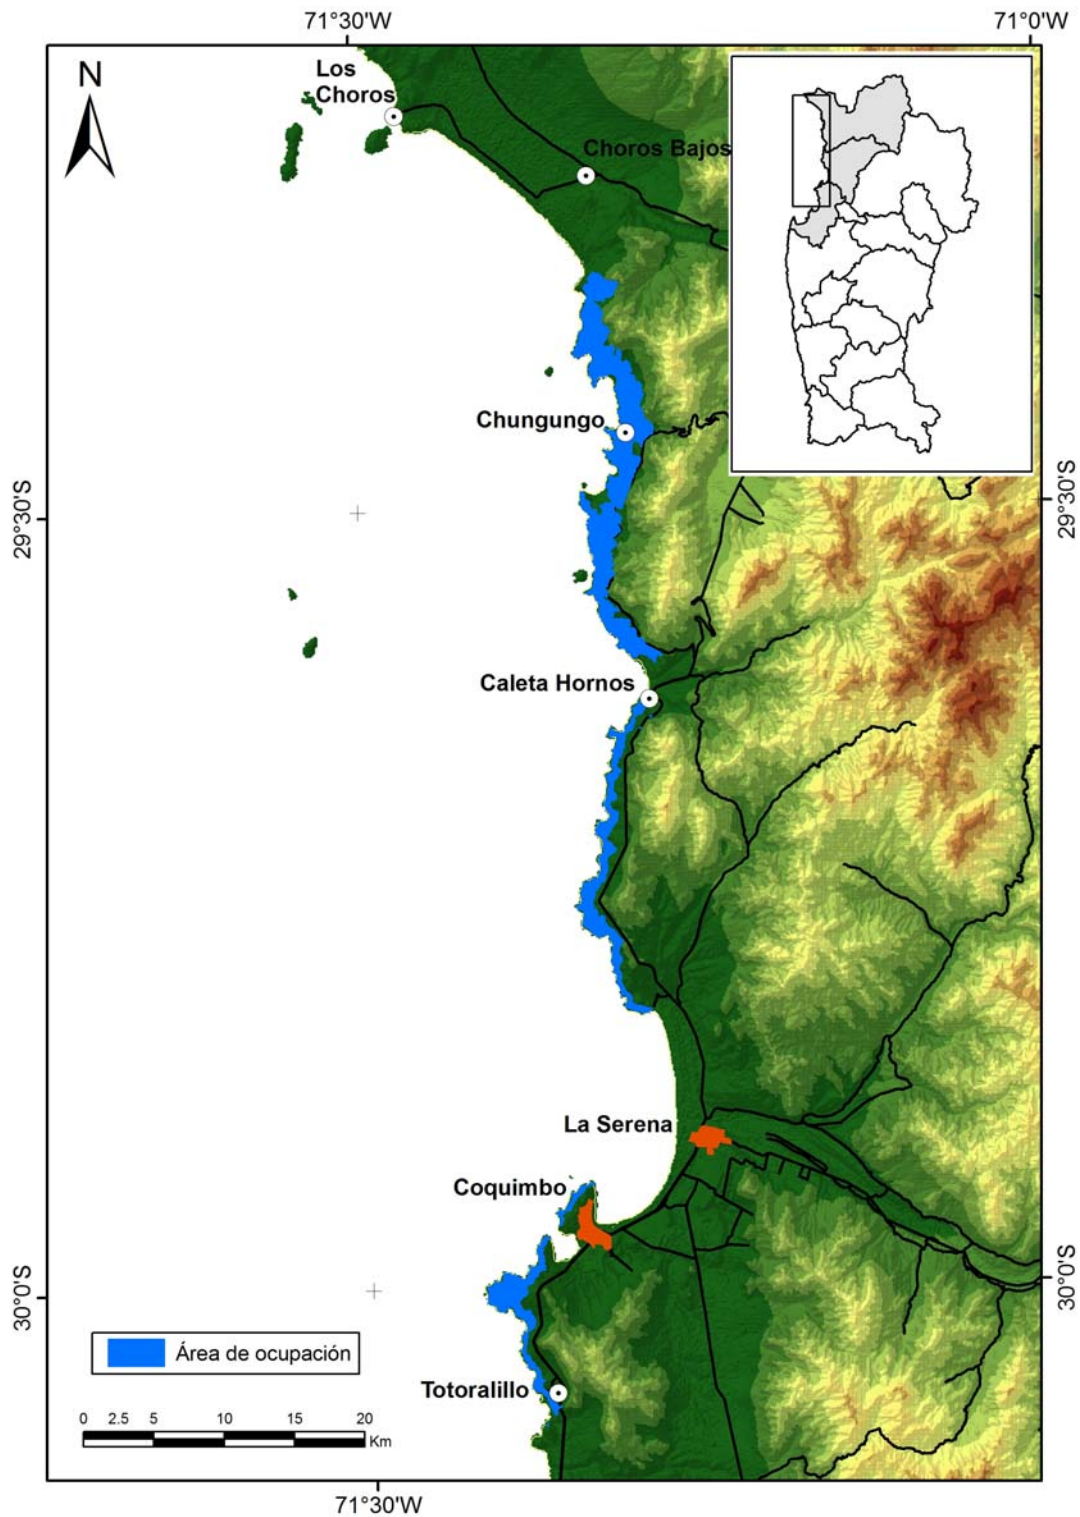 71°30'W
71°0'W
N
Los
Choros
Choros Bajos
Chungungo
29°30'S
29°30'S
Caleta Hornos
La Serena
Coquimbo
30°0'S
30°0'S
Área de ocupación
Totoralillo
0 2.5 5 10 15 20
Km
71°30'W